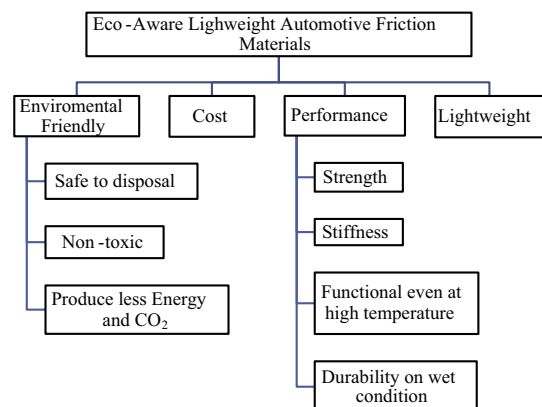 Eco -Aware Lighweight Automotive Friction
Materials
Enviromental
Friendly
Cost
Performance
Lightweight
Safe to disposal
Non -toxic
Produce less Energy
and CO₂
Strength
Stiffness
Functional even at
high temperature
Durability on wet
condition